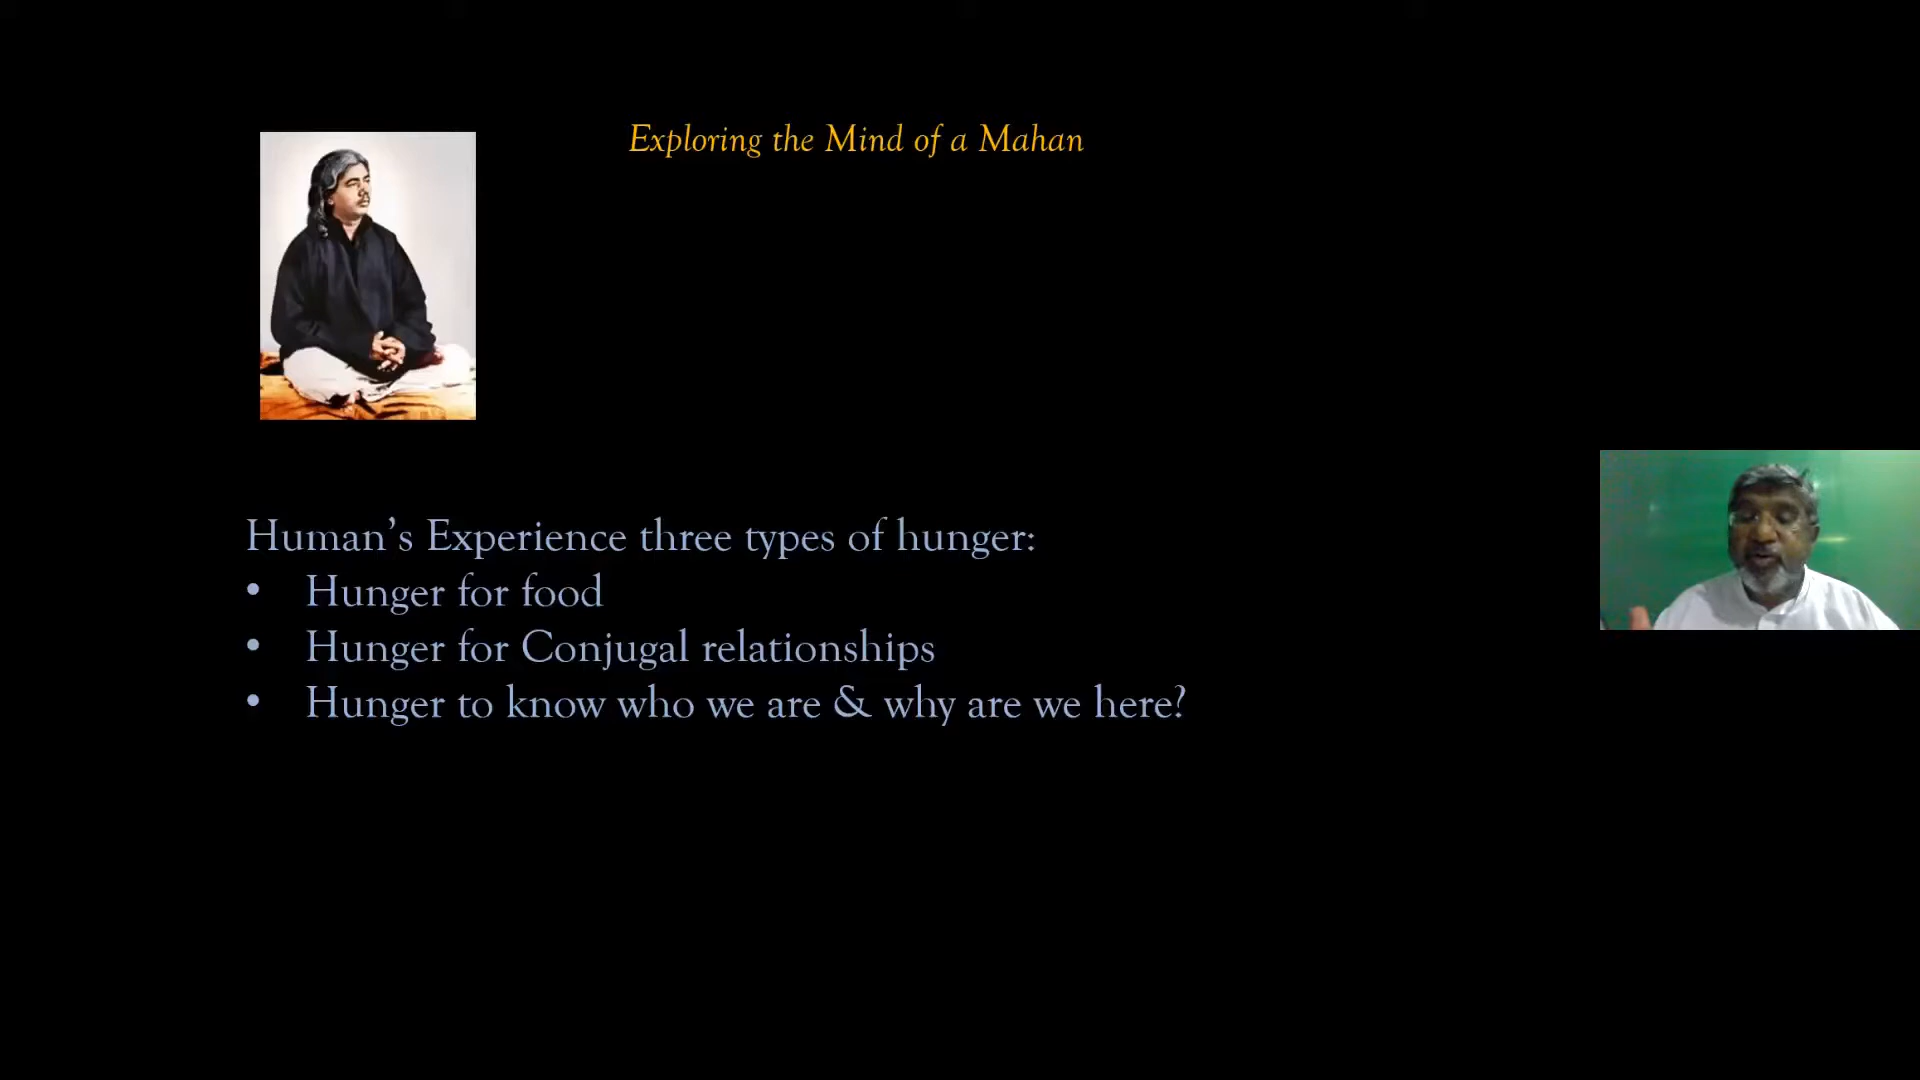 Exploring the Mind of a Mahan
Human’s Experience three types of hunger:
• Hunger for food
• Hunger for Conjugal relationships
• Hunger to know who we are & why are we here?